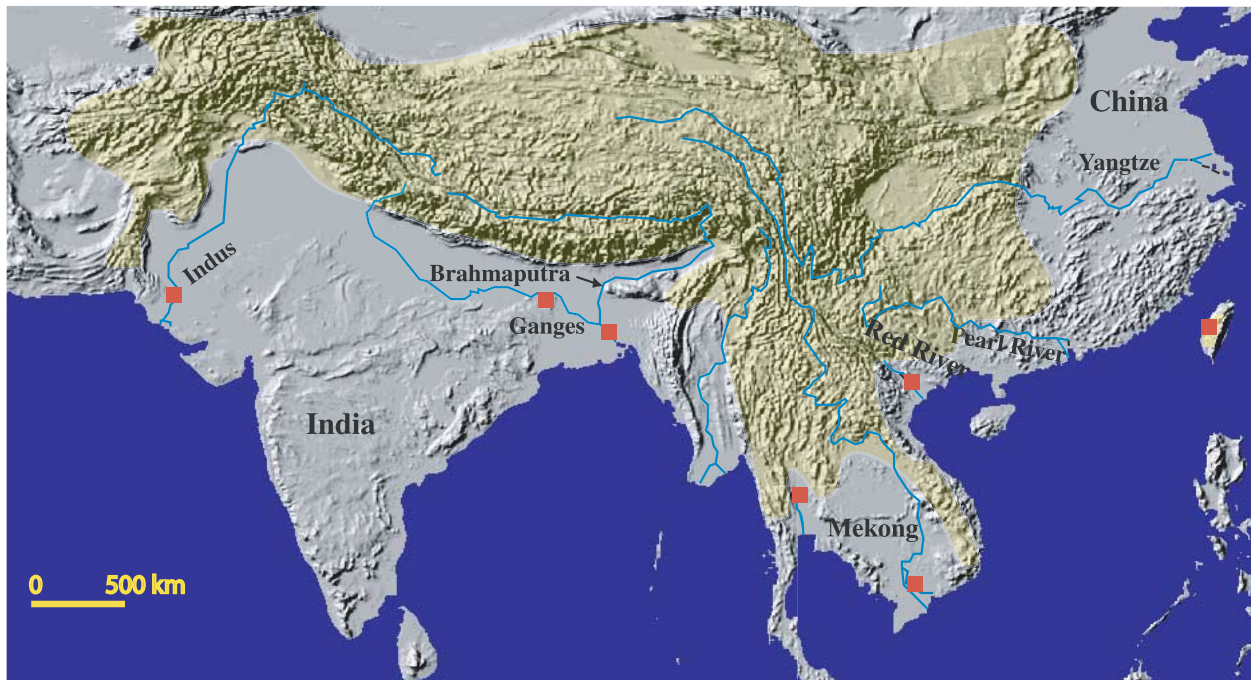 China
Yangtze
Indus
Brahmaputra
Ganges
Red River
Pearl River
India
Mekong
0 500 km